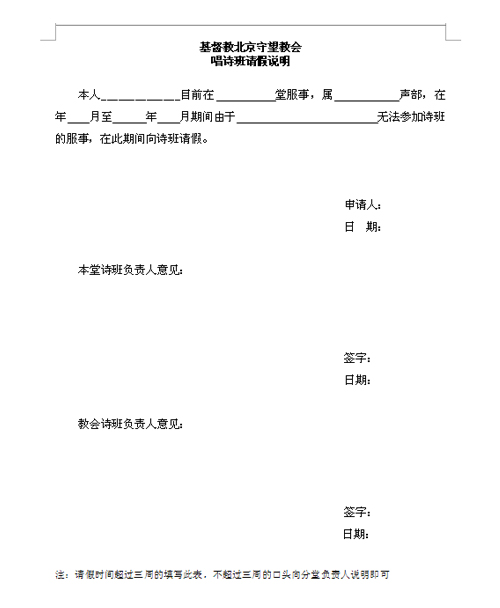 基督教北京守望教会
唱诗班请假说明
本人______________目前在__________堂服事，属___________声部，在
年____月至______年____月期间由于________________________无法参加诗班
的服事，在此期间向诗班请假。
申请人：
日　期：
本堂诗班负责人意见：
签字：
日期：
教会诗班负责人意见：
签字：
日期：
注：请假时间超过三周的填写此表，不超过三周的口头向分堂负责人说明即可